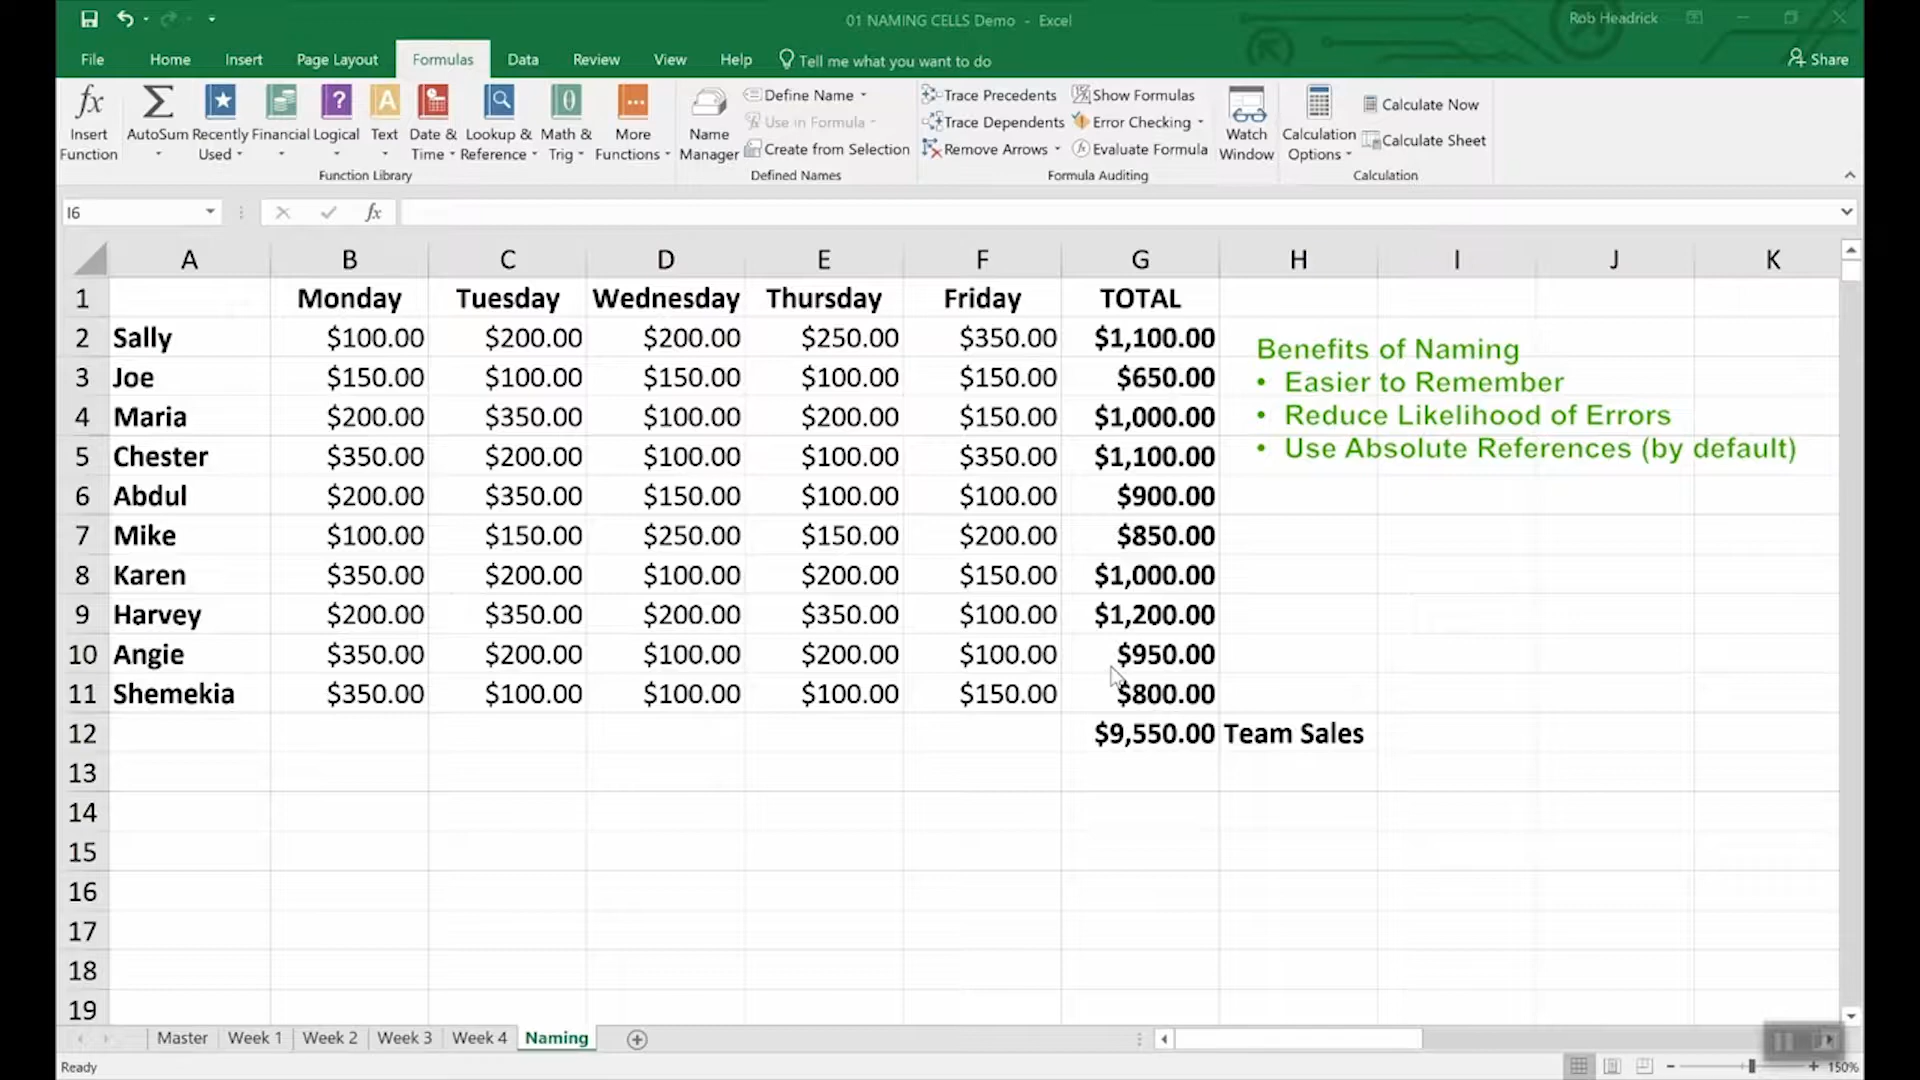 01 NAMING CELLS Demo - Excel
Rob Headrick
File Home Insert Page Layout Formulas Data Review View Help Tell me what you want to do Share
fx Insert Function
AutoSum
Recently Used
Financial
Logical
Text
Date & Time
Lookup & Reference
Math & Trig
More Functions
Function Library
Name Manager
Define Name
Use in Formula
Create from Selection
Defined Names
Trace Precedents
Trace Dependents
Remove Arrows
Show Formulas
Error Checking
Evaluate Formula
Formula Auditing
Watch Window
Calculation Options
Calculate Now
Calculate Sheet
Calculation
I6 fx
A B C D E F G H I J K
1 Monday Tuesday Wednesday Thursday Friday TOTAL
2 Sally $100.00 $200.00 $200.00 $250.00 $350.00 $1,100.00
3 Joe $150.00 $100.00 $150.00 $100.00 $150.00 $650.00
4 Maria $200.00 $350.00 $100.00 $200.00 $150.00 $1,000.00
5 Chester $350.00 $200.00 $100.00 $100.00 $350.00 $1,100.00
6 Abdul $200.00 $350.00 $150.00 $100.00 $100.00 $900.00
7 Mike $100.00 $150.00 $250.00 $150.00 $200.00 $850.00
8 Karen $350.00 $200.00 $100.00 $200.00 $150.00 $1,000.00
9 Harvey $200.00 $350.00 $200.00 $350.00 $100.00 $1,200.00
10 Angie $350.00 $200.00 $100.00 $200.00 $100.00 $950.00
11 Shemekia $350.00 $100.00 $100.00 $100.00 $150.00 $800.00
12 $9,550.00 Team Sales
13
14
15
16
17
18
19
Benefits of Naming
• Easier to Remember
• Reduce Likelihood of Errors
• Use Absolute References (by default)
Master Week 1 Week 2 Week 3 Week 4 Naming
Ready
150%